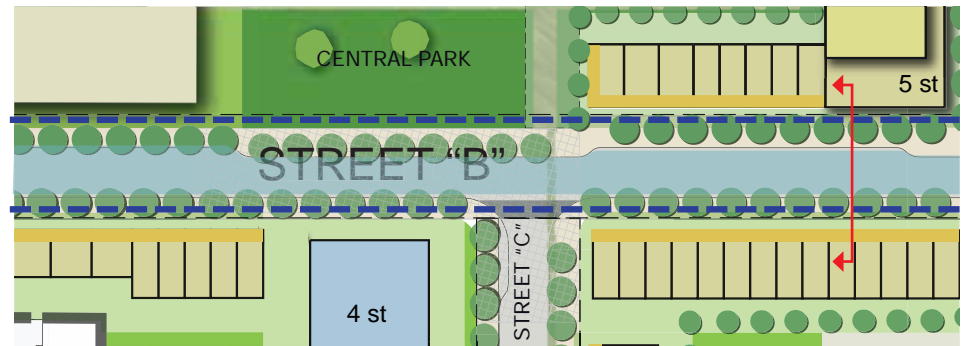 CENTRAL PARK
5 st
STREET “B”
STREET “C”
4 st